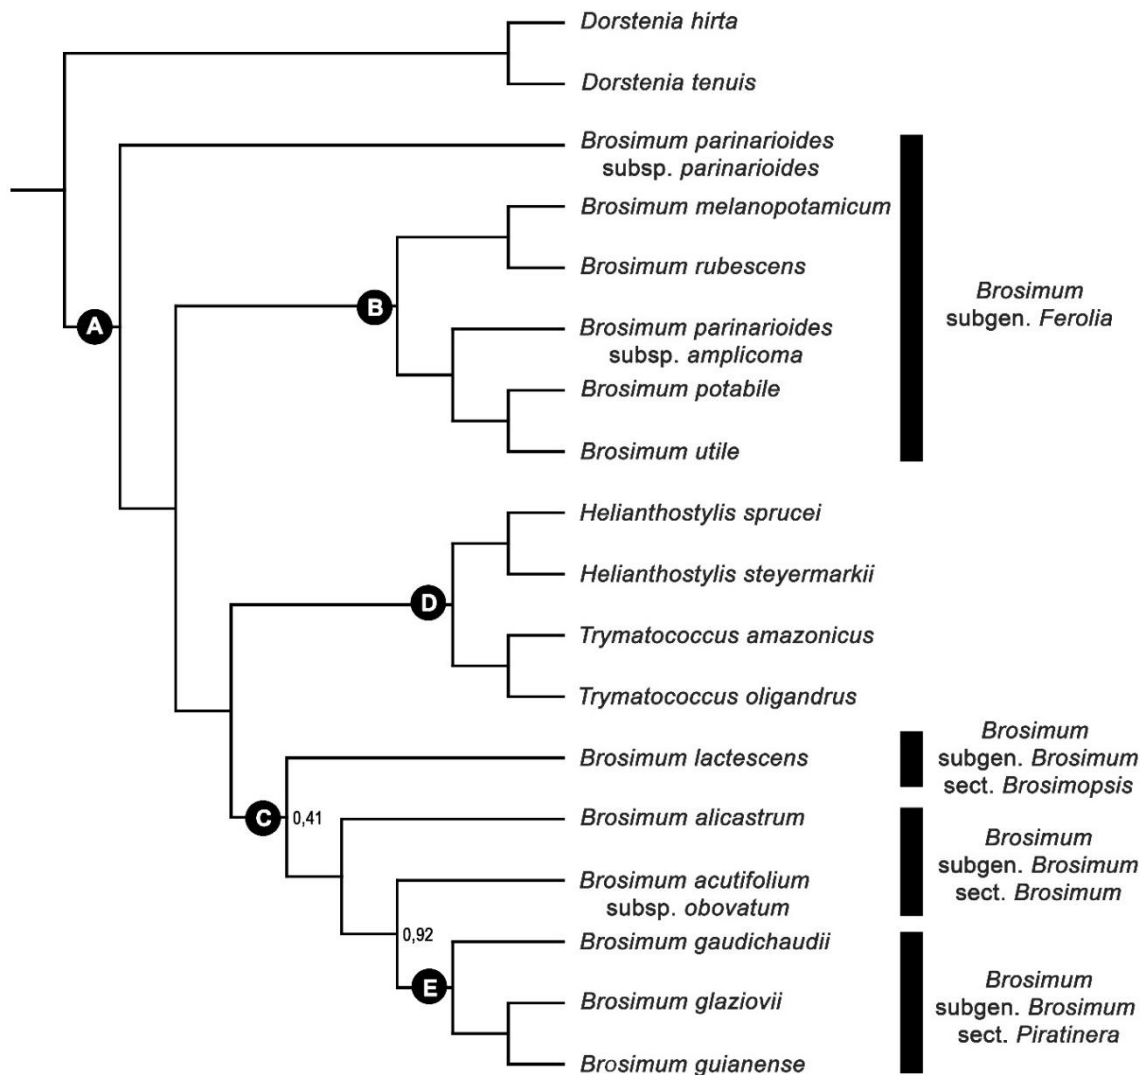 Dorstenia hirta
Dorstenia tenuis
Brosimum parinarioides
subsp. parinarioides
Brosimum melanopotamicum
Brosimum rubescens
Brosimum parinarioides
subsp. amplicoma
Brosimum potabile
Brosimum utile
Brosimum
subgen. Ferolia
A
B
Helianthostylis sprucei
Helianthostylis steyermarkii
Trymatococcus amazonicus
Trymatococcus oligandrus
D
Brosimum lactescens
Brosimum
subgen. Brosimum
sect. Brosimopsis
C
0,41
Brosimum alicastrum
Brosimum acutifolium
subsp. obovatum
Brosimum
subgen. Brosimum
sect. Brosimum
0,92
E
Brosimum gaudichaudii
Brosimum glaziovii
Brosimum guianense
Brosimum
subgen. Brosimum
sect. Piratinera